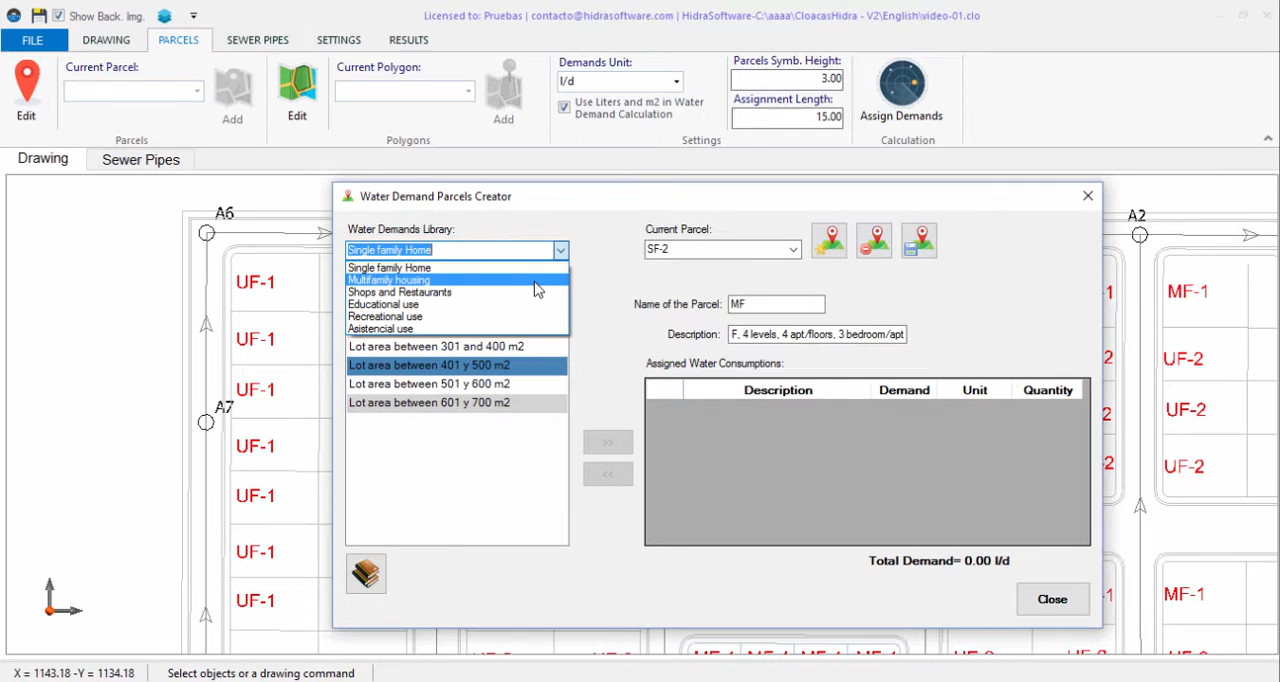 Show Back. Img.
Licensed to: Pruebas | contacto@hidrasoftware.com | HidraSoftware-C:\aaaa\CloacasHidra - V2\English\video-01.clo
FILE
DRAWING
PARCELS
SEWER PIPES
SETTINGS
RESULTS
Current Parcel:
Edit
Add
Parcels
Current Polygon:
Edit
Add
Polygons
Demands Unit:
l/d
Use Liters and m2 in Water
Demand Calculation
Parcels Symb. Height:
3.00
Assignment Length:
15.00
Settings
Assign Demands
Calculation
Drawing
Sewer Pipes
A6
UF-1
UF-1
UF-1
A7
UF-1
UF-1
UF-1
UF-1
Water Demand Parcels Creator
Water Demands Library:
Single family Home
Single family Home
Multifamily housing
Shops and Restaurants
Educational use
Recreational use
Asistencial use
Lot area between 301 and 400 m2
Lot area between 401 y 500 m2
Lot area between 501 y 600 m2
Lot area between 601 y 700 m2
>>
<<
Current Parcel:
SF-2
Name of the Parcel:
MF
Description:
F, 4 levels, 4 apt/floors, 3 bedroom/apt
Assigned Water Consumptions:
Description
Demand
Unit
Quantity
Total Demand= 0.00 l/d
Close
A2
MF-1
UF-2
UF-2
UF-2
MF-1
X = 1143.18 -Y = 1134.18
Select objects or a drawing command